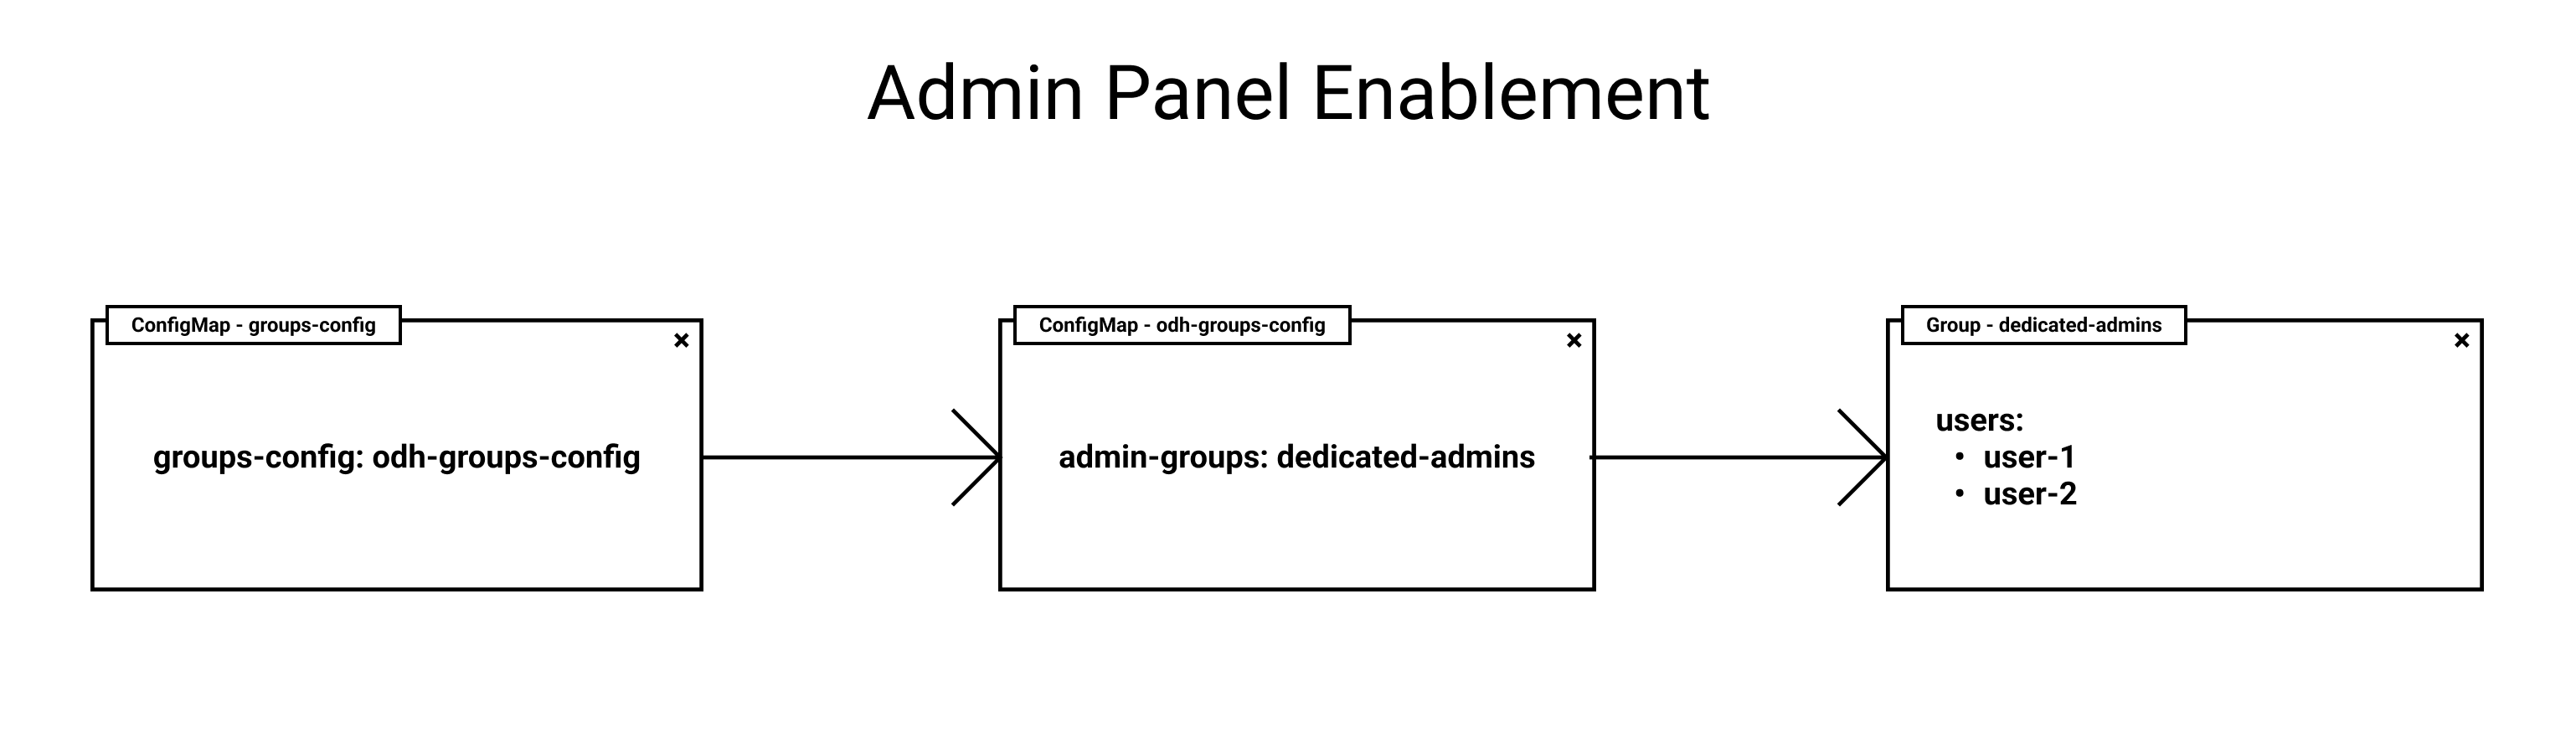 Admin Panel Enablement
ConfigMap - groups-config
groups-config: odh-groups-config
ConfigMap - odh-groups-config
admin-groups: dedicated-admins
Group - dedicated-admins
users:
• user-1
• user-2